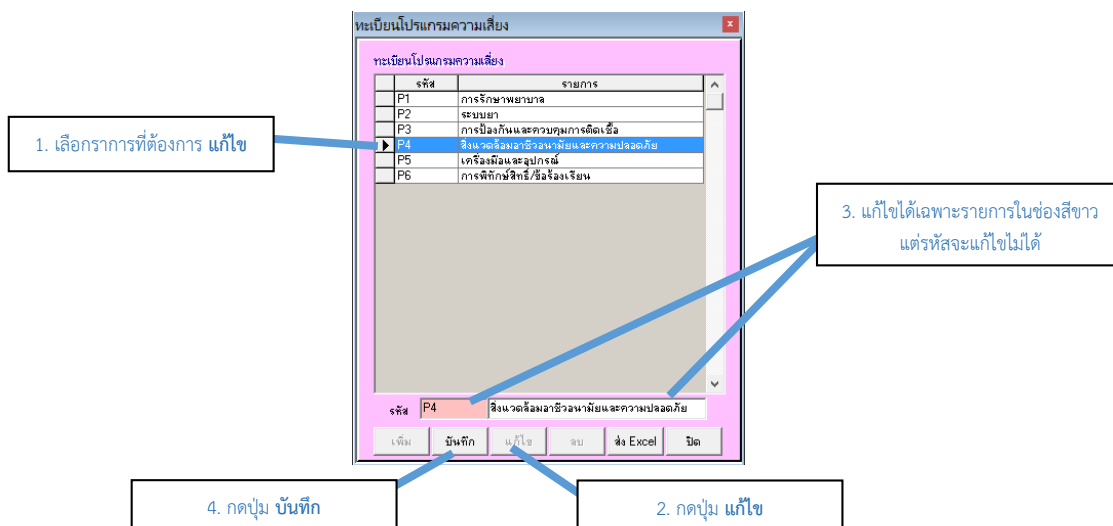 ทะเบียนโปรแกรมความเสี่ยง
ทะเบียนโปรแกรมความเสี่ยง
รหัส รายการ
P1 การรักษาพยาบาล
P2 ระบบยา
P3 การป้องกันและควบคุมการติดเชื้อ
P4 สิ่งแวดล้อมอาชีวอนามัยและความปลอดภัย
P5 เครื่องมือและอุปกรณ์
P6 การพิทักษ์สิทธิ์/ข้อร้องเรียน
1. เลือกราการที่ต้องการ แก้ไข
3. แก้ไขได้เฉพาะรายการในช่องสีขาว
แต่รหัสจะแก้ไขไม่ได้
รหัส P4 สิ่งแวดล้อมอาชีวอนามัยและความปลอดภัย
เพิ่ม บันทึก แก้ไข ลบ ส่ง Excel ปิด
4. กดปุ่ม บันทึก
2. กดปุ่ม แก้ไข